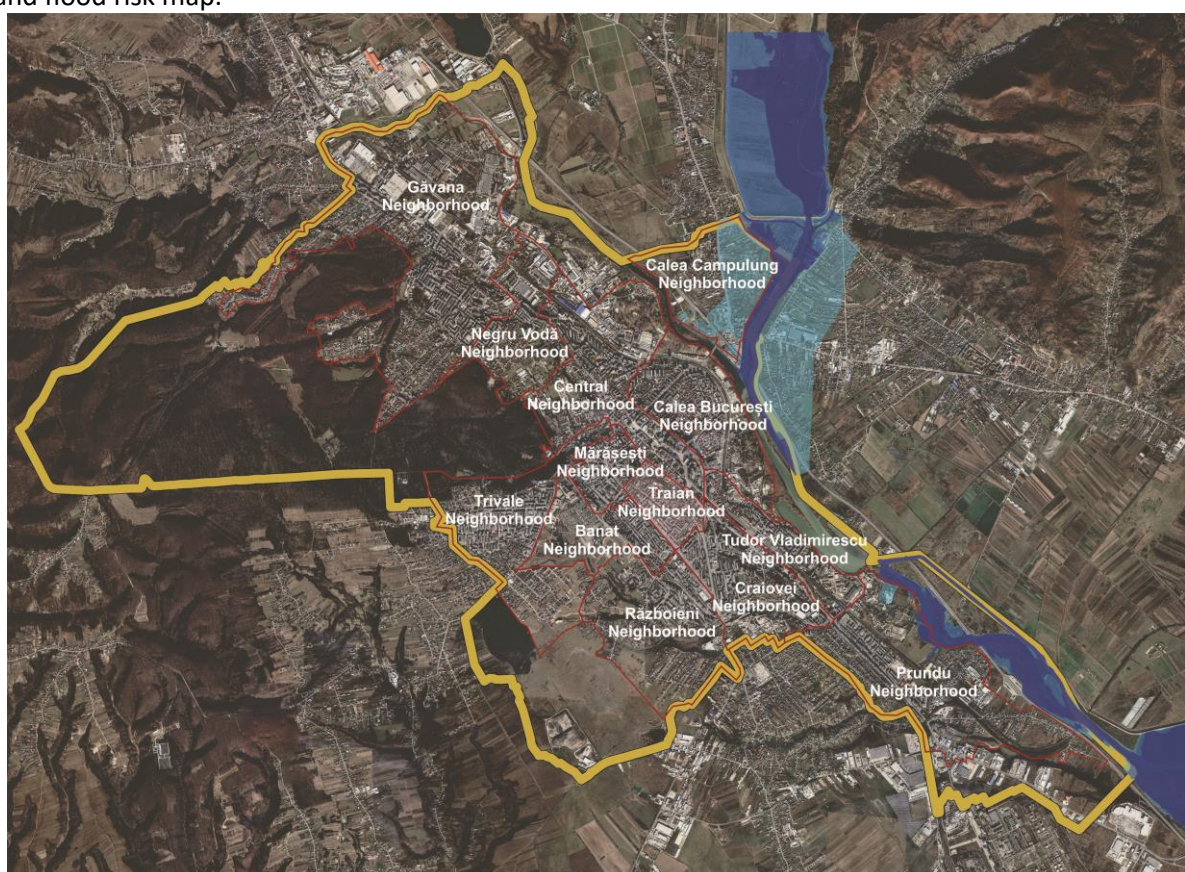 and flood risk map.
Găvana
Neighborhood
Calea Campulung
Neighborhood
Negru Vodă
Neighborhood
Central
Neighborhood
Calea București
Neighborhood
Mărășești
Neighborhood
Trivale
Neighborhood
Traian
Neighborhood
Banat
Neighborhood
Tudor Vladimirescu
Neighborhood
Craiovei
Neighborhood
Războieni
Neighborhood
Prundu
Neighborhood